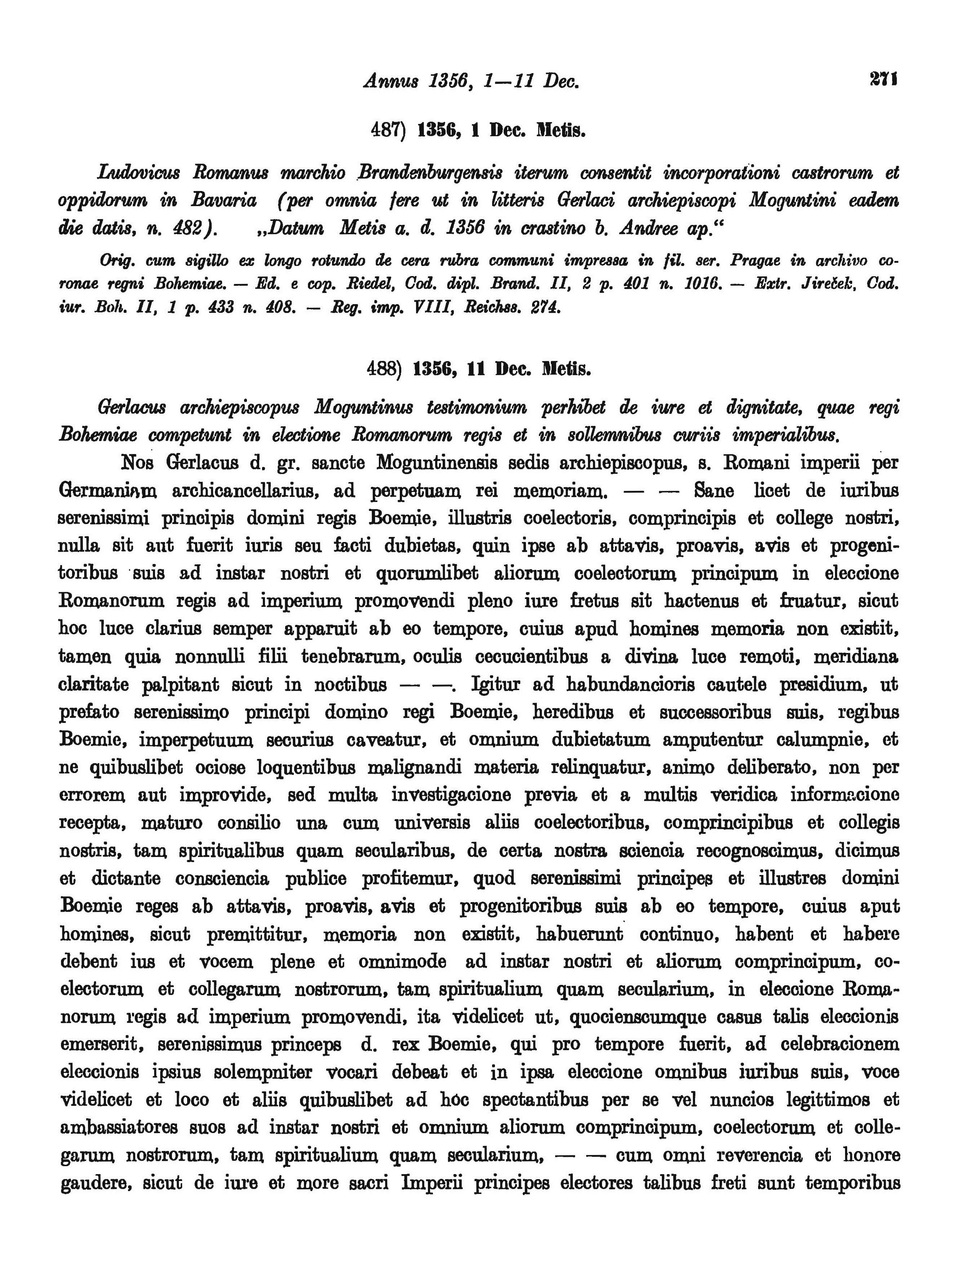 Annus 1356, 1—11 Dec. 271
487) 1356, 1 Dec. Metis.
Ludovicus Romanus marchio Brandenburgensis iterum consentit incorporationi castrorum et
oppidorum in Bavaria (per omnia fere ut in litteris Gerlaci archiepiscopi Moguntini eadem
die datis, n. 482). „Datum Metis a. d. 1356 in crastino b. Andree ap.“
Orig. cum sigillo ex longo rotundo de cera rubra communi impressa in fil. ser. Pragae in archivo co-
ronae regni Bohemiae. — Ed. e cop. Riedel, Cod. dipl. Brand. II, 2 p. 401 n. 1016. — Extr. Jireček, Cod.
iur. Boh. II, 1 p. 433 n. 408. — Reg. imp. VIII, Reichss. 274.
488) 1356, 11 Dec. Metis.
Gerlacus archiepiscopus Moguntinus testimonium perhibet de iure et dignitate, quae regi
Bohemiae competunt in electione Romanorum regis et in sollemnibus curiis imperialibus.
Nos Gerlacus d. gr. sancte Moguntinensis sedis archiepiscopus, s. Romani imperii per
Germaniam archicancellarius, ad perpetuam rei memoriam. — — Sane licet de iuribus
serenissimi principis domini regis Boemie, illustris coelectoris, comprincipis et college nostri,
nulla sit aut fuerit iuris seu facti dubietas, quin ipse ab attavis, proavis, avis et progeni-
toribus suis ad instar nostri et quorumlibet aliorum coelectorum principum in eleccione
Romanorum regis ad imperium promovendi pleno iure fretus sit hactenus et fruatur, sicut
hoc luce clarius semper apparuit ab eo tempore, cuius apud homines memoria non existit,
tamen quia nonnulli filii tenebrarum, oculis cecucientibus a divina luce remoti, meridiana
claritate palpitant sicut in noctibus — —. Igitur ad habundancioris cautele presidium, ut
prefato serenissimo principi domino regi Boemie, heredibus et successoribus suis, regibus
Boemie, imperpetuum securius caveatur, et omnium dubietatum amputentur calumpnie, et
ne quibuslibet ociose loquentibus malignandi materia relinquatur, animo deliberato, non per
errorem aut improvide, sed multa investigacione previa et a multis veridica informacione
recepta, maturo consilio una cum universis aliis coelectoribus, comprincipibus et collegis
nostris, tam spiritualibus quam secularibus, de certa nostra sciencia recognoscimus, dicimus
et dictante consciencia publice profitemur, quod serenissimi principes et illustres domini
Boemie reges ab attavis, proavis, avis et progenitoribus suis ab eo tempore, cuius aput
homines, sicut premittitur, memoria non existit, habuerunt continuo, habent et habere
debent ius et vocem plene et omnimode ad instar nostri et aliorum comprincipum, co-
electorum et collegarum nostrorum, tam spiritualium quam secularium, in eleccione Roma-
norum regis ad imperium promovendi, ita videlicet ut, quocienscumque casus talis eleccionis
emerserit, serenissimus princeps d. rex Boemie, qui pro tempore fuerit, ad celebracionem
eleccionis ipsius solempniter vocari debeat et in ipsa eleccione omnibus iuribus suis, voce
videlicet et loco et aliis quibuslibet ad hoc spectantibus per se vel nuncios legittimos et
ambassiatores suos ad instar nostri et omnium aliorum comprincipum, coelectorum et colle-
garum nostrorum, tam spiritualium quam secularium, — — cum omni reverencia et honore
gaudere, sicut de iure et more sacri Imperii principes electores talibus freti sunt temporibus